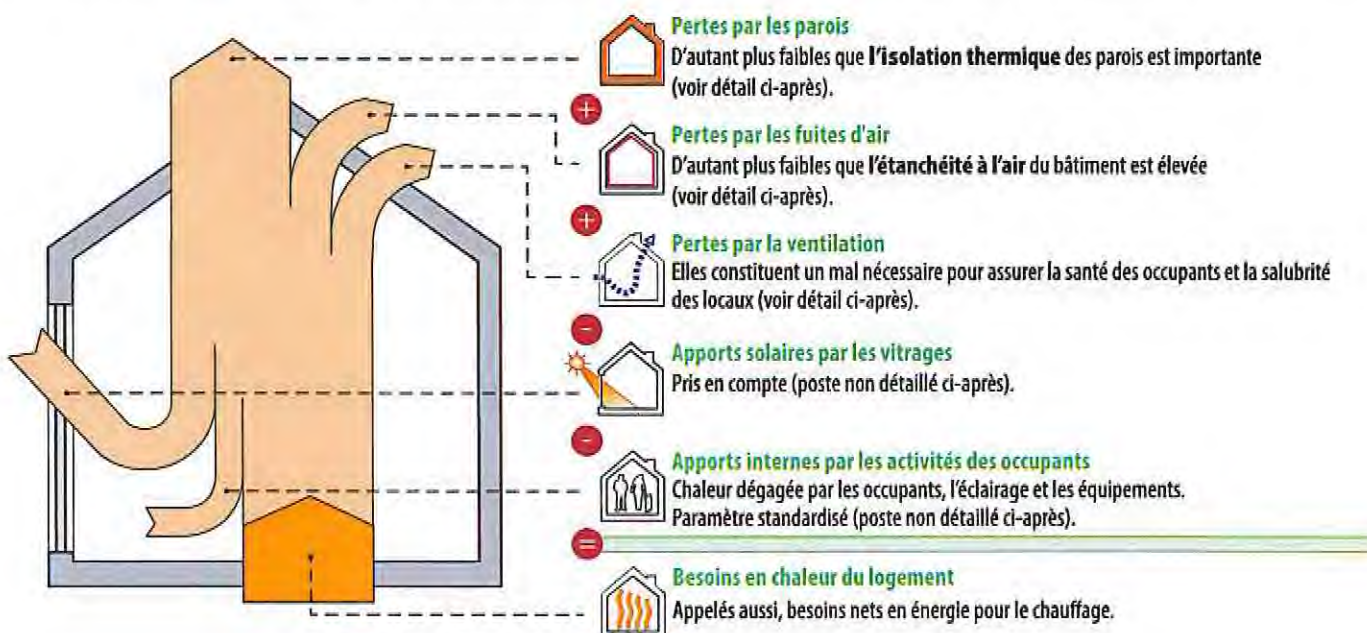 Pertes par les parois
D'autant plus faibles que l'isolation thermique des parois est importante
(voir détail ci-après).
+
Pertes par les fuites d'air
D'autant plus faibles que l'étanchéité à l'air du bâtiment est élevée
(voir détail ci-après).
+
Pertes par la ventilation
Elles constituent un mal nécessaire pour assurer la santé des occupants et la salubrité
des locaux (voir détail ci-après).
-
Apports solaires par les vitrages
Pris en compte (poste non détaillé ci-après).
-
Apports internes par les activités des occupants
Chaleur dégagée par les occupants, l'éclairage et les équipements.
Paramètre standardisé (poste non détaillé ci-après).
=
Besoins en chaleur du logement
Appelés aussi, besoins nets en énergie pour le chauffage.